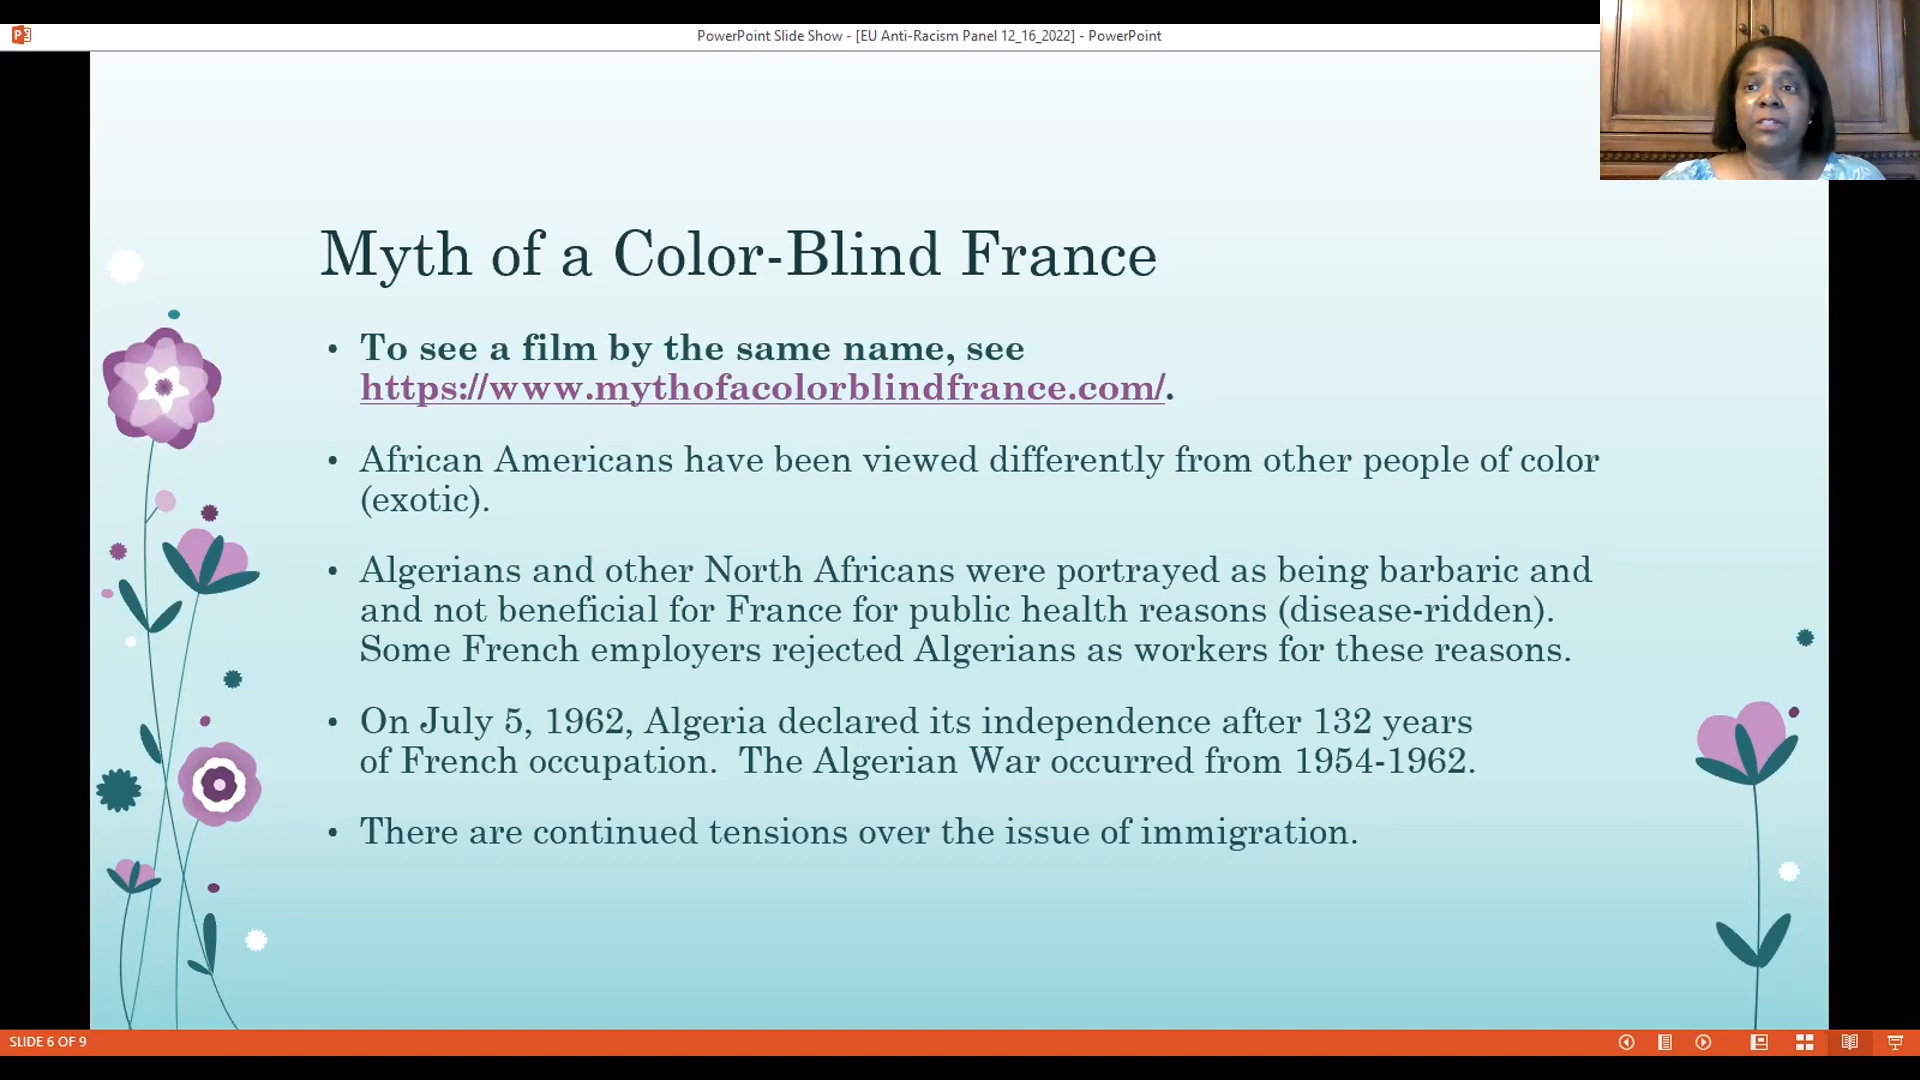 PowerPoint Slide Show - [EU Anti-Racism Panel 12_16_2022] - PowerPoint
Myth of a Color-Blind France
• To see a film by the same name, see
https://www.mythofacolorblindfrance.com/.
• African Americans have been viewed differently from other people of color
(exotic).
• Algerians and other North Africans were portrayed as being barbaric and
and not beneficial for France for public health reasons (disease-ridden).
Some French employers rejected Algerians as workers for these reasons.
• On July 5, 1962, Algeria declared its independence after 132 years
of French occupation.  The Algerian War occurred from 1954-1962.
• There are continued tensions over the issue of immigration.
SLIDE 6 OF 9